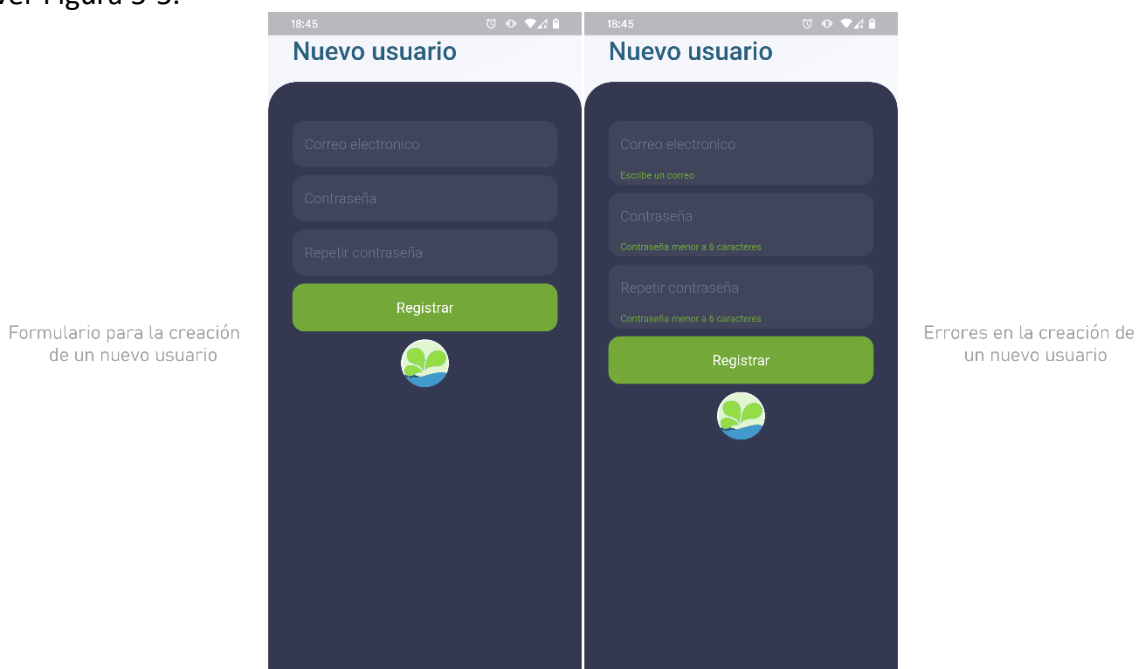 ver Figura 3-3.
18:45
Nuevo usuario
Correo electronico
Contraseña
Repetir contraseña
Registrar
Formulario para la creación
de un nuevo usuario
18:45
Nuevo usuario
Correo electronico
Escribe un correo
Contraseña
Contraseña menor a 6 caracteres
Repetir contraseña
Contraseña menor a 6 caracteres
Registrar
Errores en la creación de
un nuevo usuario